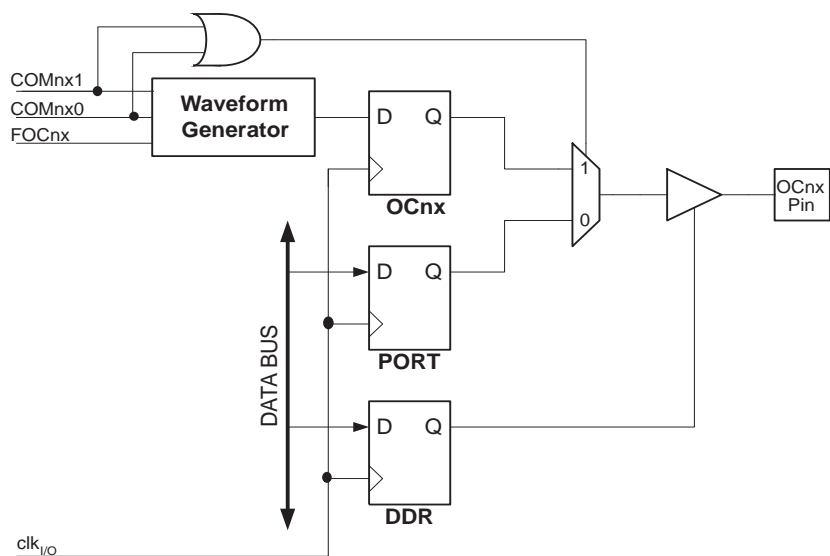 COMnx1
COMnx0
FOCnx
Waveform
Generator
D Q
OCnx
1
0
OCnx
Pin
D Q
PORT
DATA BUS
D Q
DDR
clkI/O